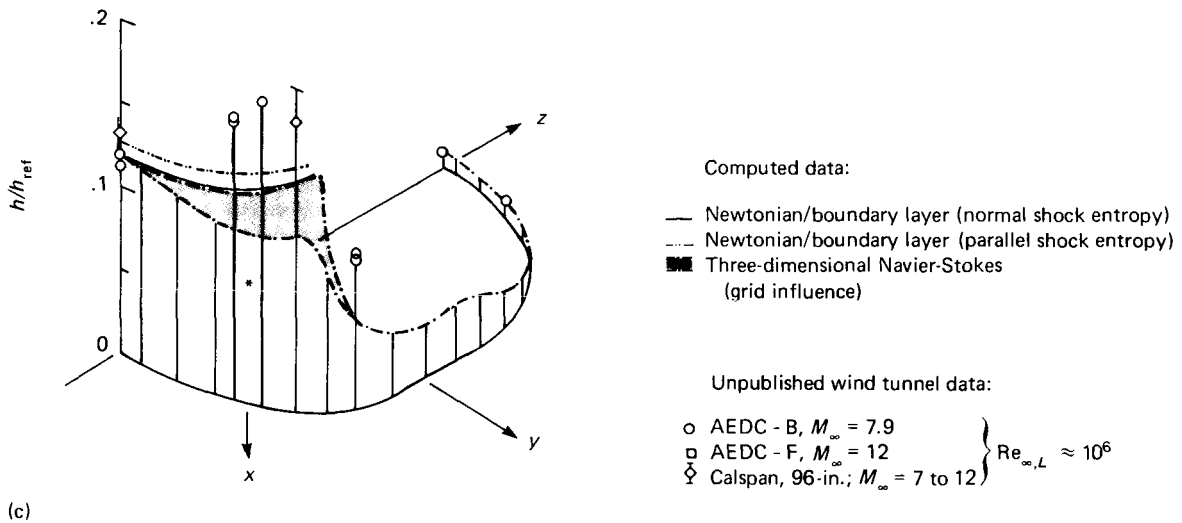 .2
h/h_ref
.1
0
z
y
x
*
(c)
Computed data:
Newtonian/boundary layer (normal shock entropy)
Newtonian/boundary layer (parallel shock entropy)
Three-dimensional Navier-Stokes
(grid influence)
Unpublished wind tunnel data:
AEDC - B, M∞ = 7.9
AEDC - F, M∞ = 12
Calspan, 96-in.; M∞ = 7 to 12
Re∞,L ≈ 10⁶